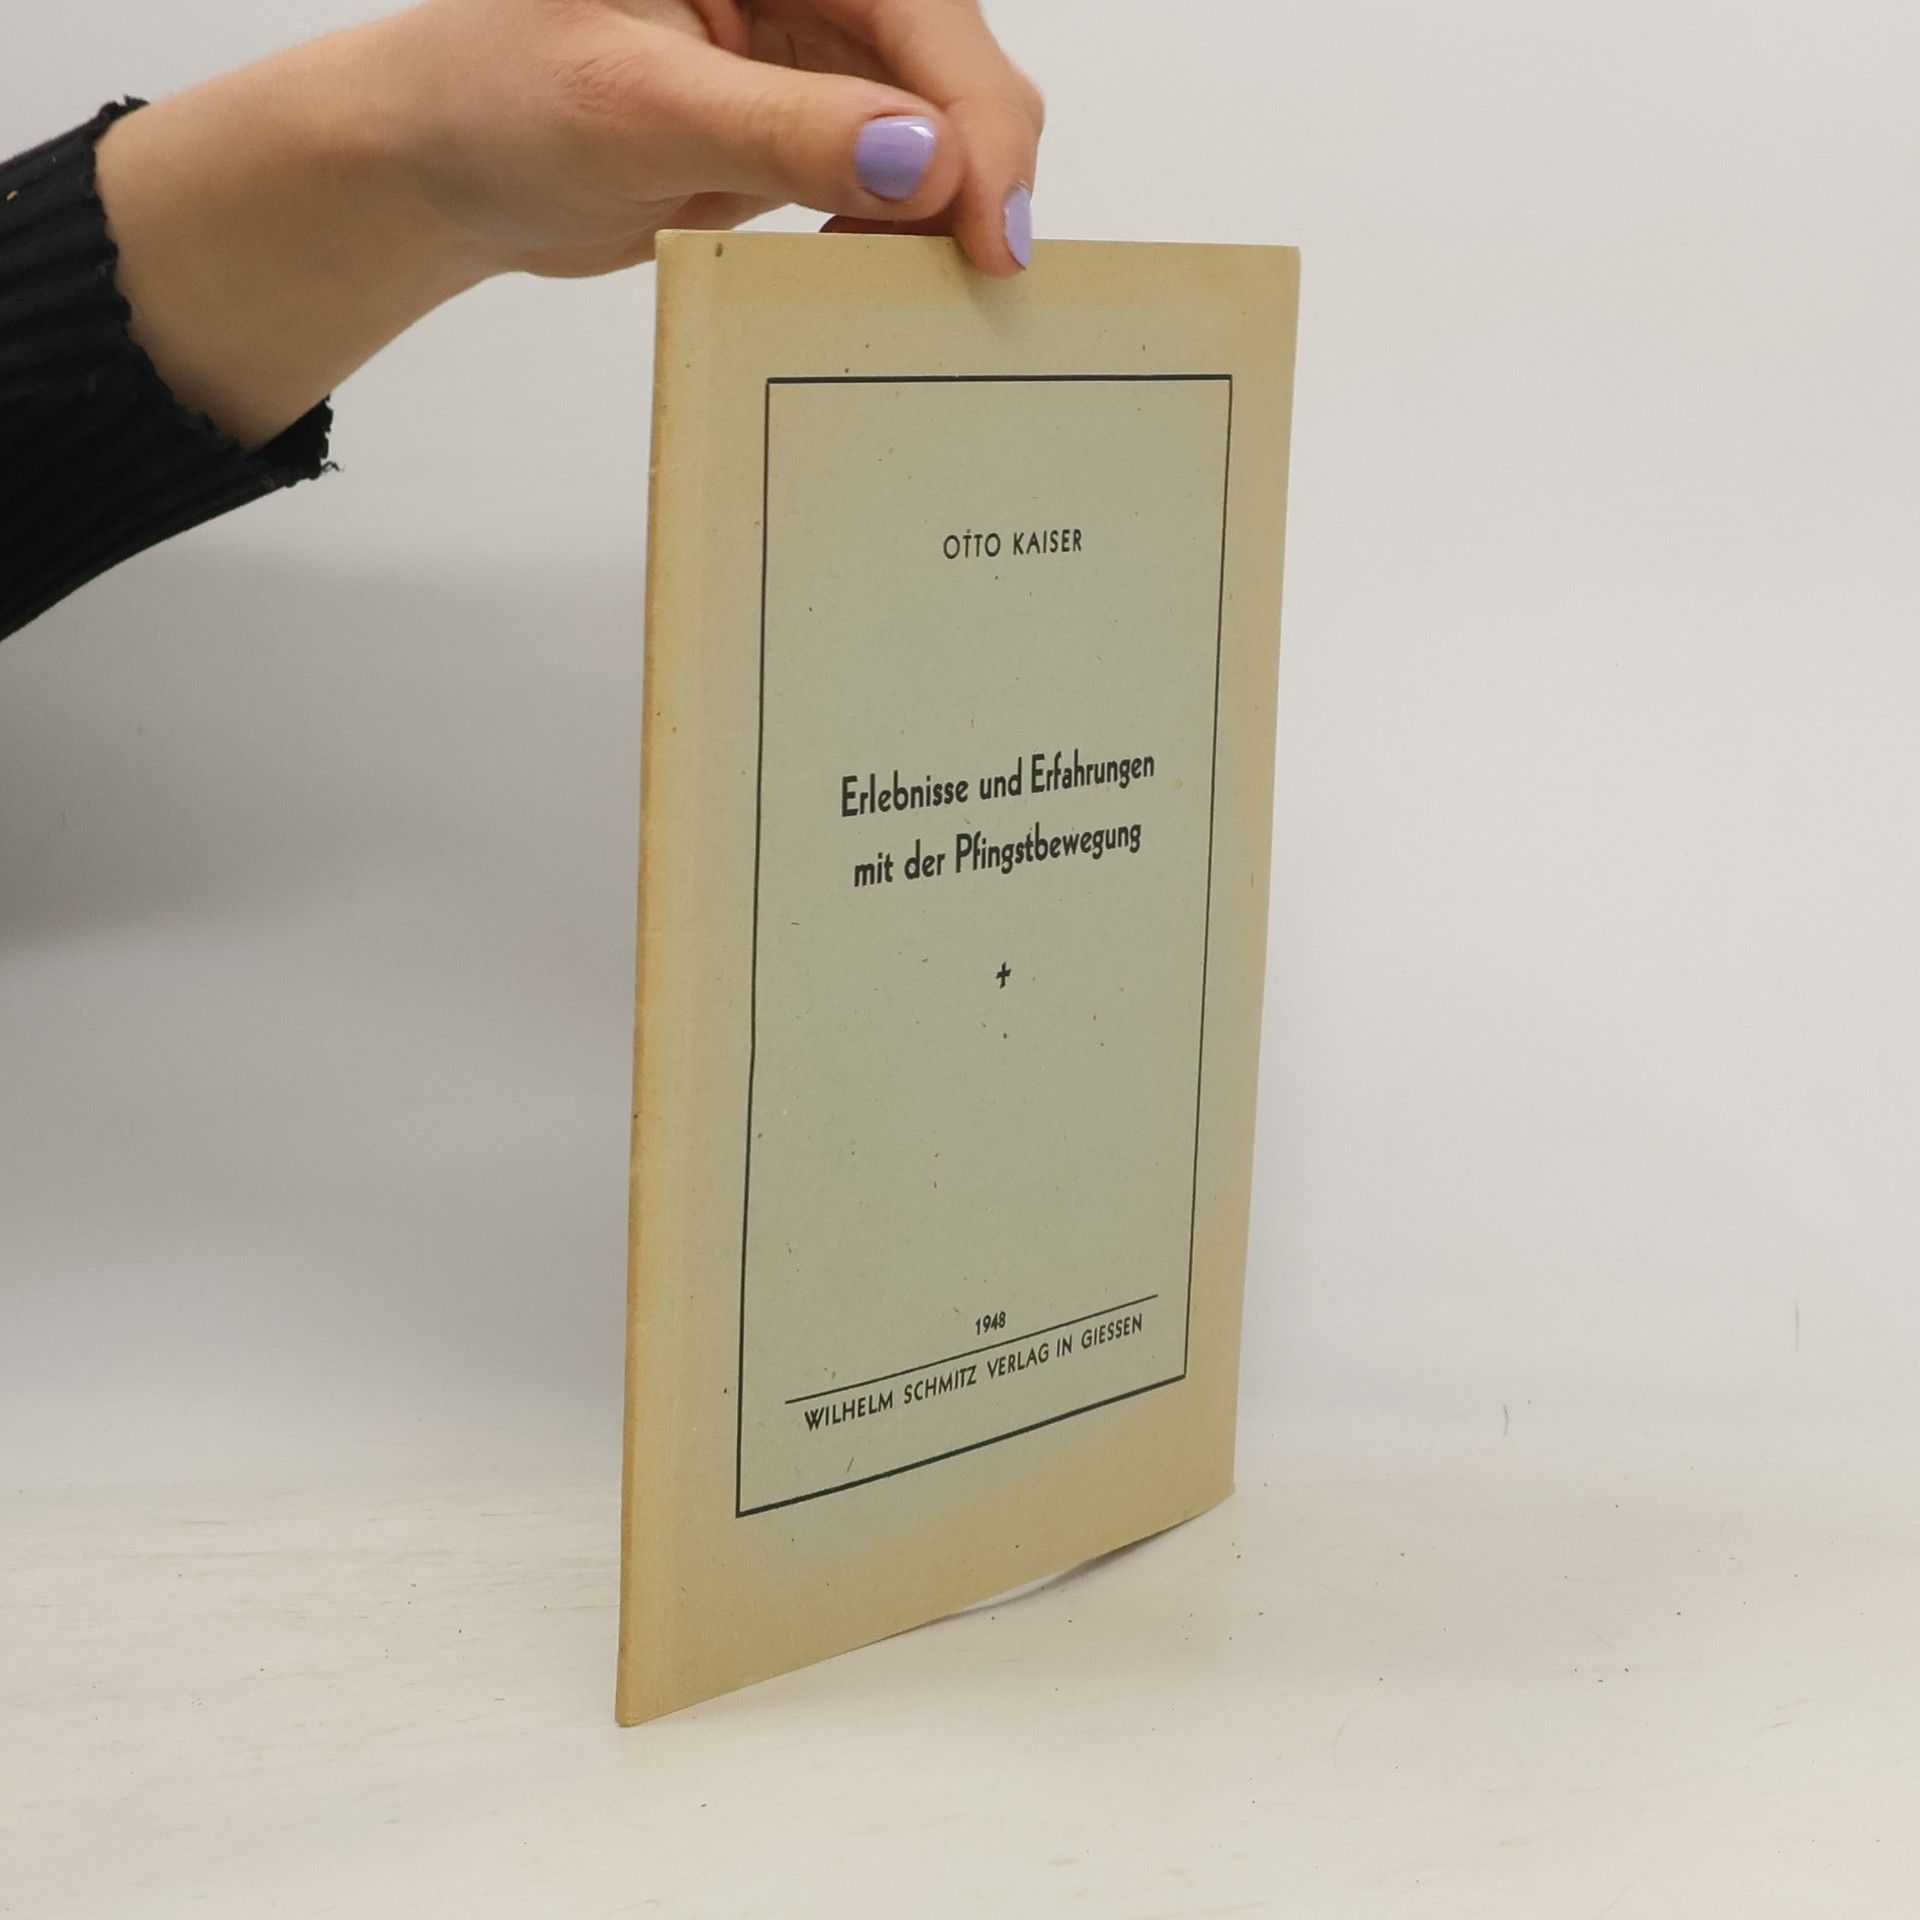 OTTO KAISER
Erlebnisse und Erfahrungen
mit der Pfingstbewegung
1948
WILHELM SCHMITZ VERLAG IN GIESSEN